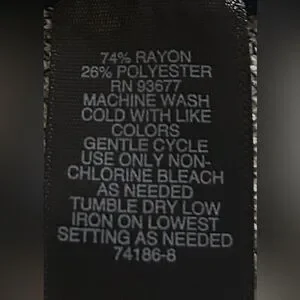 74% RAYON
26% POLYESTER
RN 93677
MACHINE WASH
COLD WITH LIKE
COLORS
GENTLE CYCLE
USE ONLY NON-
CHLORINE BLEACH
AS NEEDED
TUMBLE DRY LOW
IRON ON LOWEST
SETTING AS NEEDED
74186-8